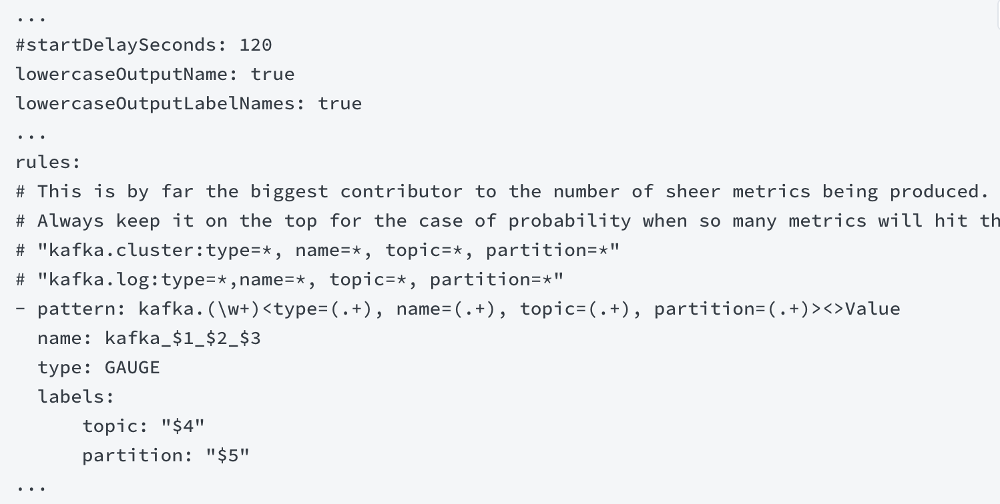 ...
#startDelaySeconds: 120
lowercaseOutputName: true
lowercaseOutputLabelNames: true
...
rules:
# This is by far the biggest contributor to the number of sheer metrics being produced.
# Always keep it on the top for the case of probability when so many metrics will hit th
# "kafka.cluster:type=*, name=*, topic=*, partition=*"
# "kafka.log:type=*,name=*, topic=*, partition=*"
- pattern: kafka.(\w+)<type=(.+), name=(.+), topic=(.+), partition=(.+)><>Value
  name: kafka_$1_$2_$3
  type: GAUGE
  labels:
      topic: "$4"
      partition: "$5"
...